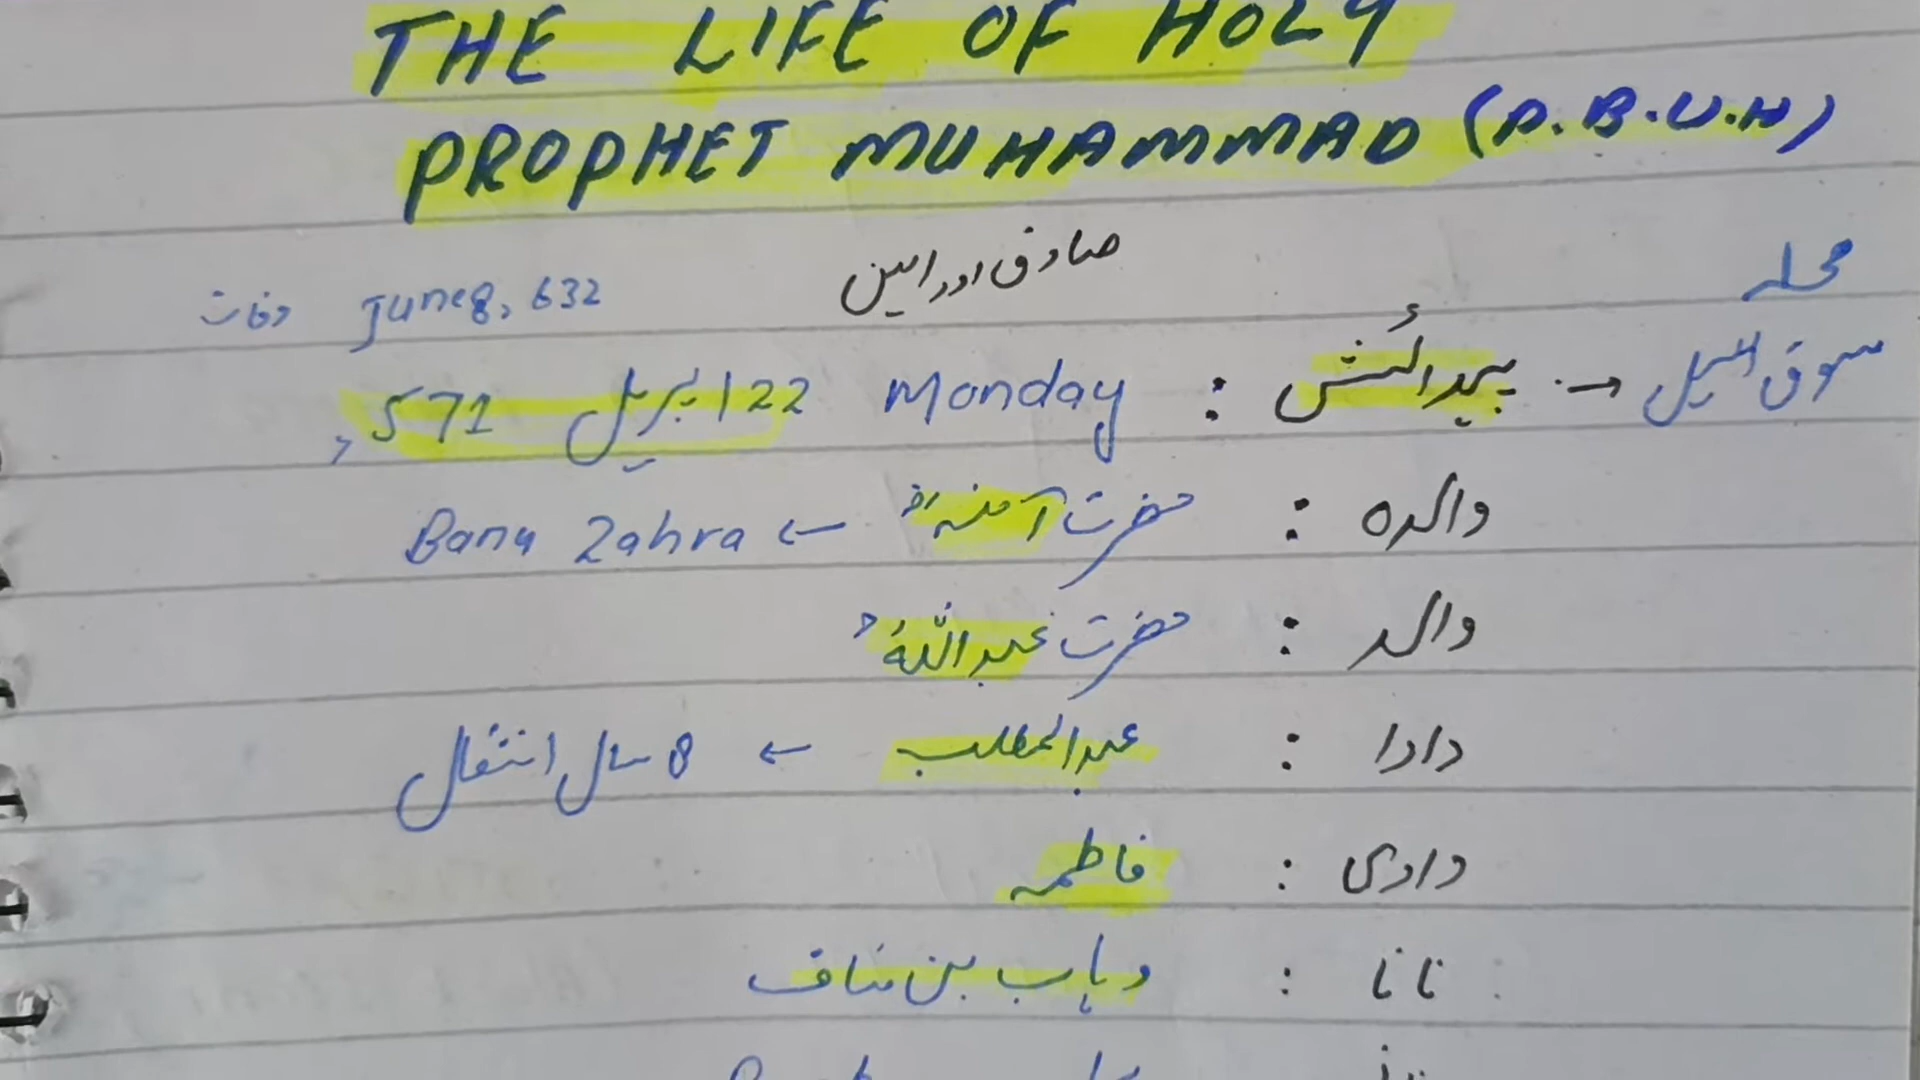 THE LIFE OF HOLY
PROPHET MUHAMMAD (P.B.U.H)
صادق اور امین
محلہ
وفات June 8, 632
سوق اللیل → پیدائش : Monday 22 اپریل 571ء
والدہ : حضرت آمنہؓ ← Banu Zahra
والد : حضرت عبداللہؓ
دادا : عبدالمطلب ← 8 سال انتقال
دادی : فاطمہ
نانا : وہاب بن مناف